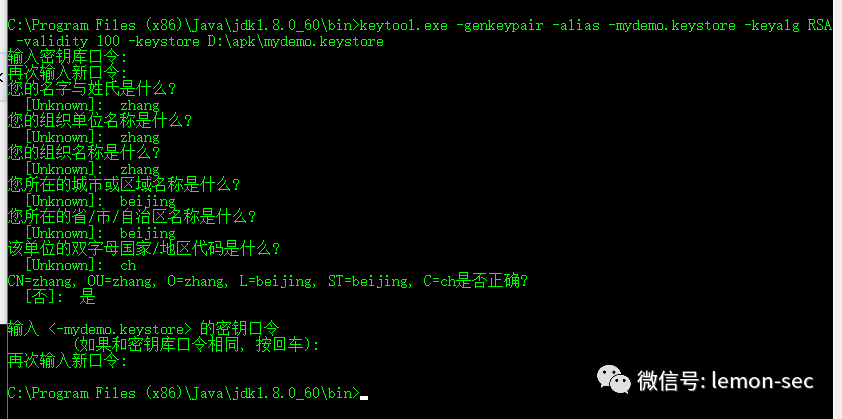 C:\Program Files (x86)\Java\jdk1.8.0_60\bin>keytool.exe -genkeypair -alias -mydemo.keystore -keyalg RSA
-validity 100 -keystore D:\apk\mydemo.keystore
输入密钥库口令:
再次输入新口令:
您的名字与姓氏是什么?
[Unknown]: zhang
您的组织单位名称是什么?
[Unknown]: zhang
您的组织名称是什么?
[Unknown]: zhang
您所在的城市或区域名称是什么?
[Unknown]: beijing
您所在的省/市/自治区名称是什么?
[Unknown]: beijing
该单位的双字母国家/地区代码是什么?
[Unknown]: ch
CN=zhang, OU=zhang, O=zhang, L=beijing, ST=beijing, C=ch是否正确?
[否]: 是
输入 <-mydemo.keystore> 的密钥口令
(如果和密钥库口令相同, 按回车):
再次输入新口令:
微信号: lemon-sec
C:\Program Files (x86)\Java\jdk1.8.0_60\bin>